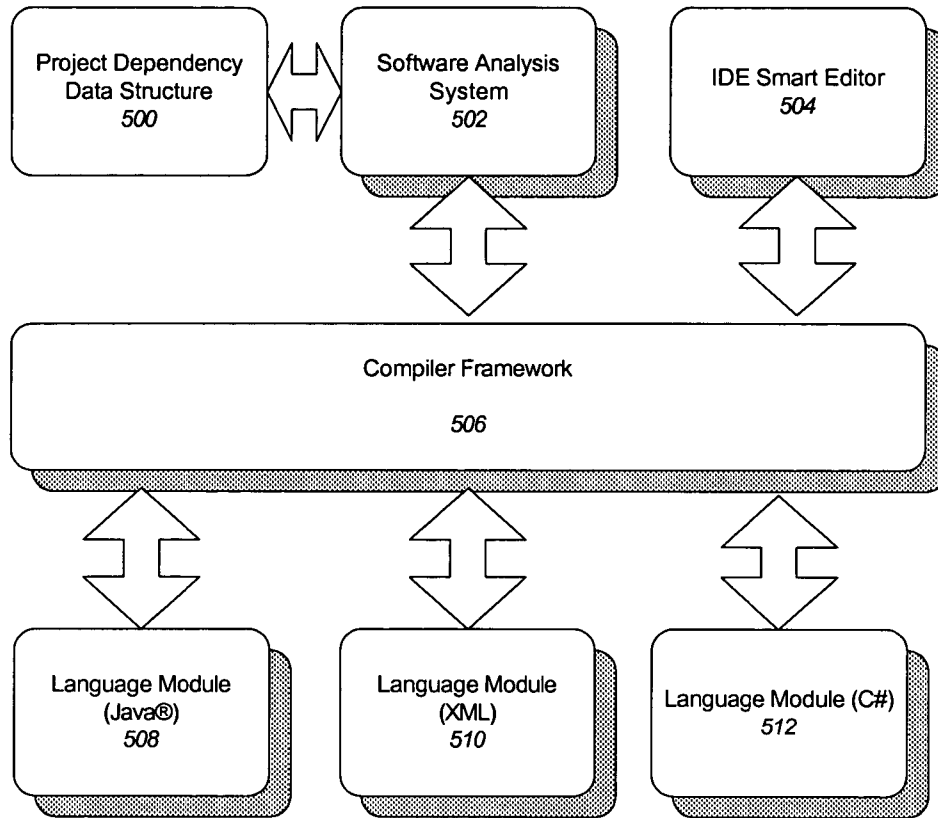 Project Dependency
Data Structure
500
Software Analysis
System
502
IDE Smart Editor
504
Compiler Framework
506
Language Module
(Java®)
508
Language Module
(XML)
510
Language Module (C#)
512